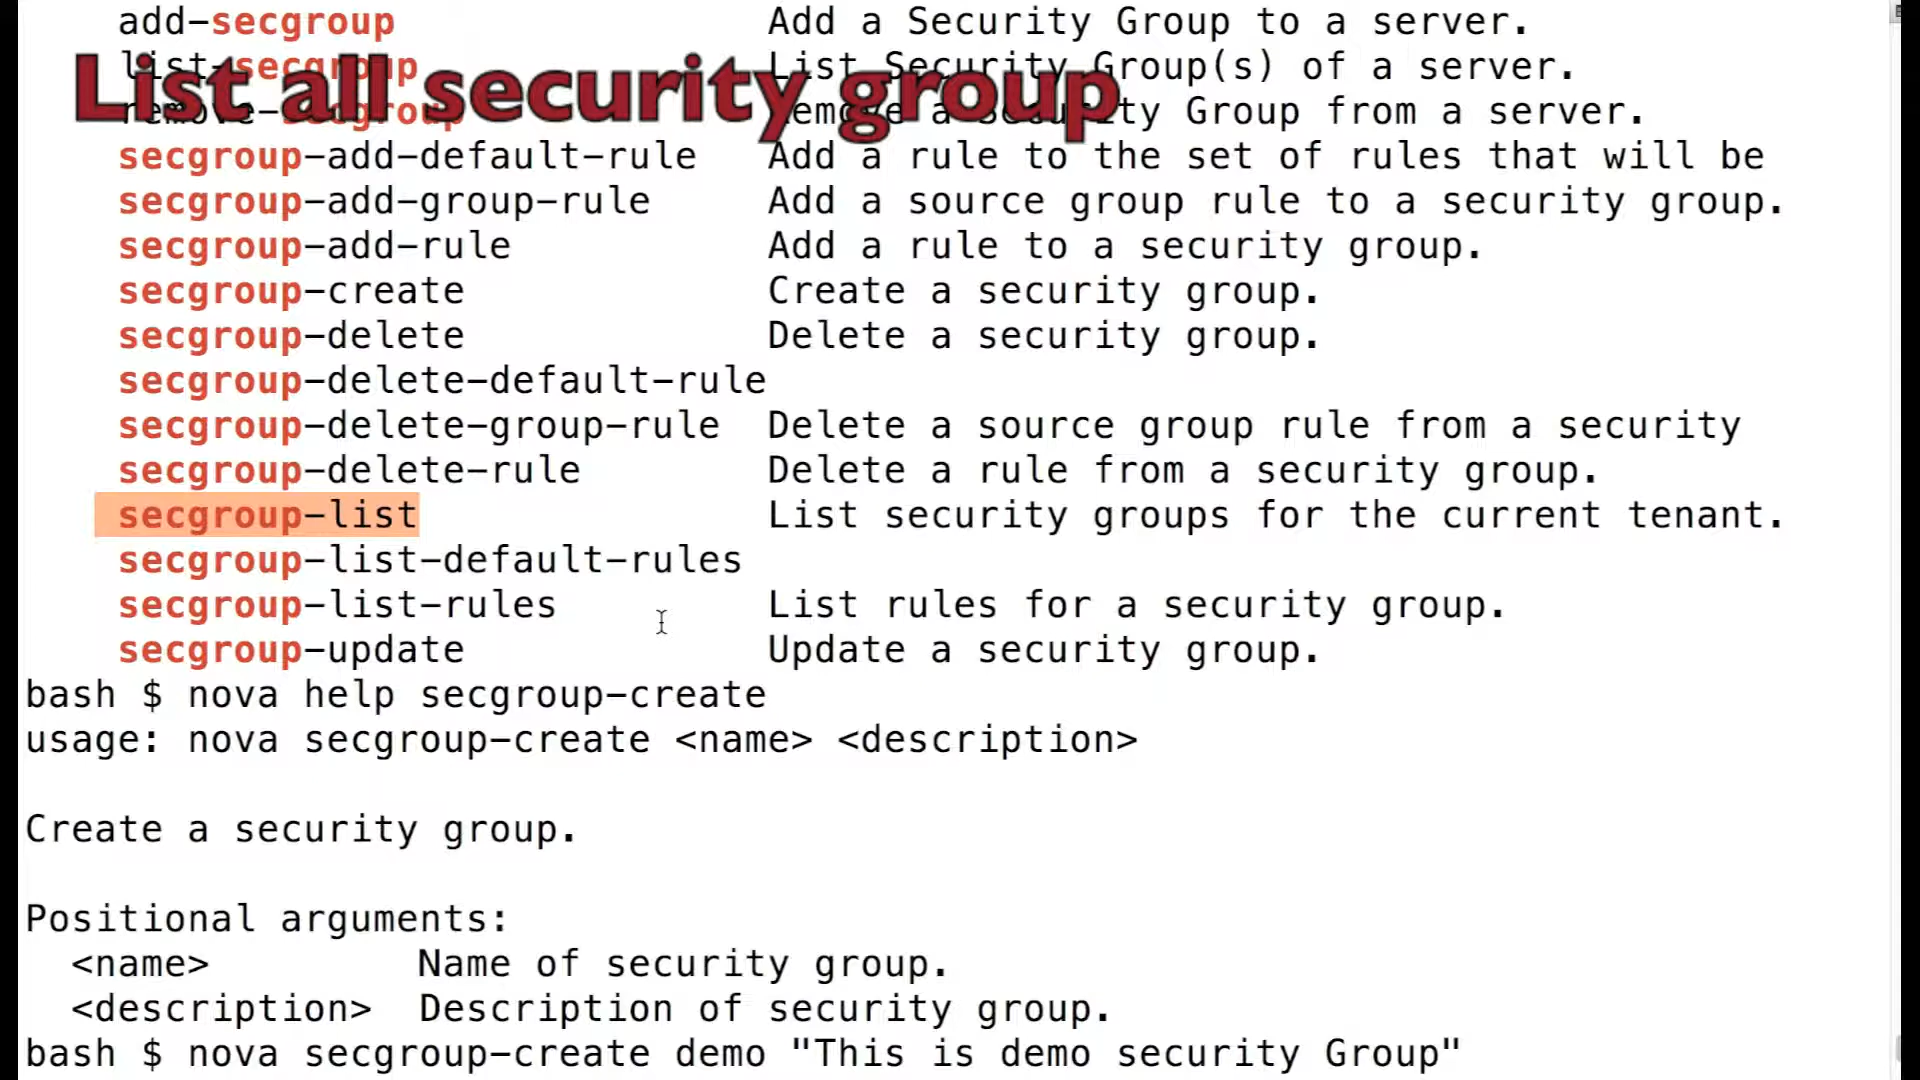 add-secgroup Add a Security Group to a server.
list-secgroup List Security Group(s) of a server.
List all security group
remove-secgroup Remove a Security Group from a server.
secgroup-add-default-rule Add a rule to the set of rules that will be
secgroup-add-group-rule Add a source group rule to a security group.
secgroup-add-rule Add a rule to a security group.
secgroup-create Create a security group.
secgroup-delete Delete a security group.
secgroup-delete-default-rule
secgroup-delete-group-rule Delete a source group rule from a security
secgroup-delete-rule Delete a rule from a security group.
secgroup-list List security groups for the current tenant.
secgroup-list-default-rules
secgroup-list-rules List rules for a security group.
secgroup-update Update a security group.
bash $ nova help secgroup-create
usage: nova secgroup-create <name> <description>
Create a security group.
Positional arguments:
<name> Name of security group.
<description> Description of security group.
bash $ nova secgroup-create demo "This is demo security Group"